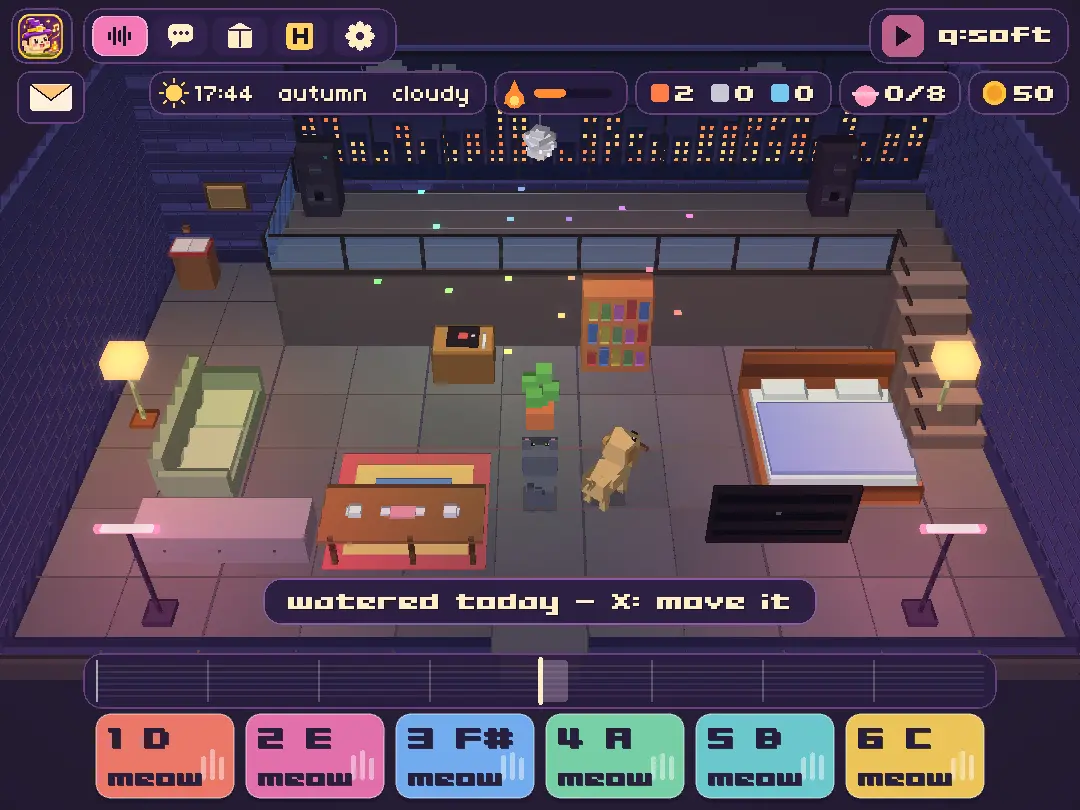 H
q:soft
17:44 autumn cloudy
2 0 0
0/8
50
watered today — X: move it
1 D
meow
2 E
meow
3 F#
meow
4 A
meow
5 B
meow
6 C
meow